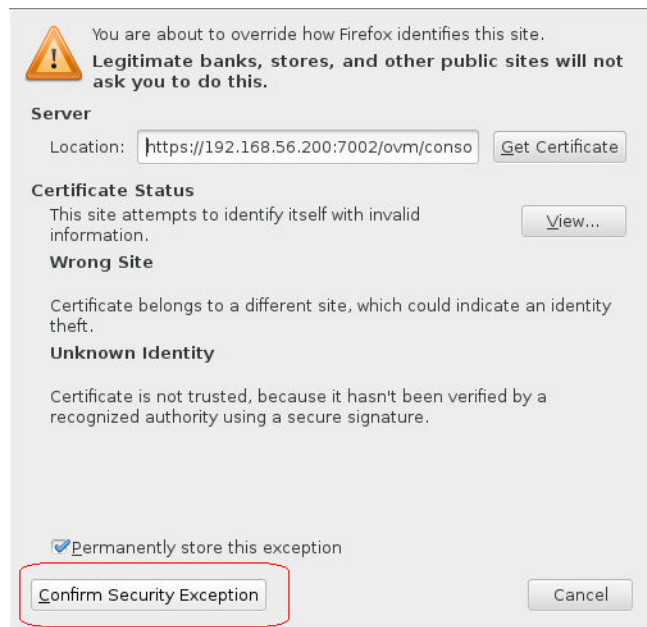 You are about to override how Firefox identifies this site.
Legitimate banks, stores, and other public sites will not
ask you to do this.
Server
Location: https://192.168.56.200:7002/ovm/conso Get Certificate
Certificate Status
This site attempts to identify itself with invalid
information.
View...
Wrong Site
Certificate belongs to a different site, which could indicate an identity
theft.
Unknown Identity
Certificate is not trusted, because it hasn't been verified by a
recognized authority using a secure signature.
Permanently store this exception
Confirm Security Exception Cancel